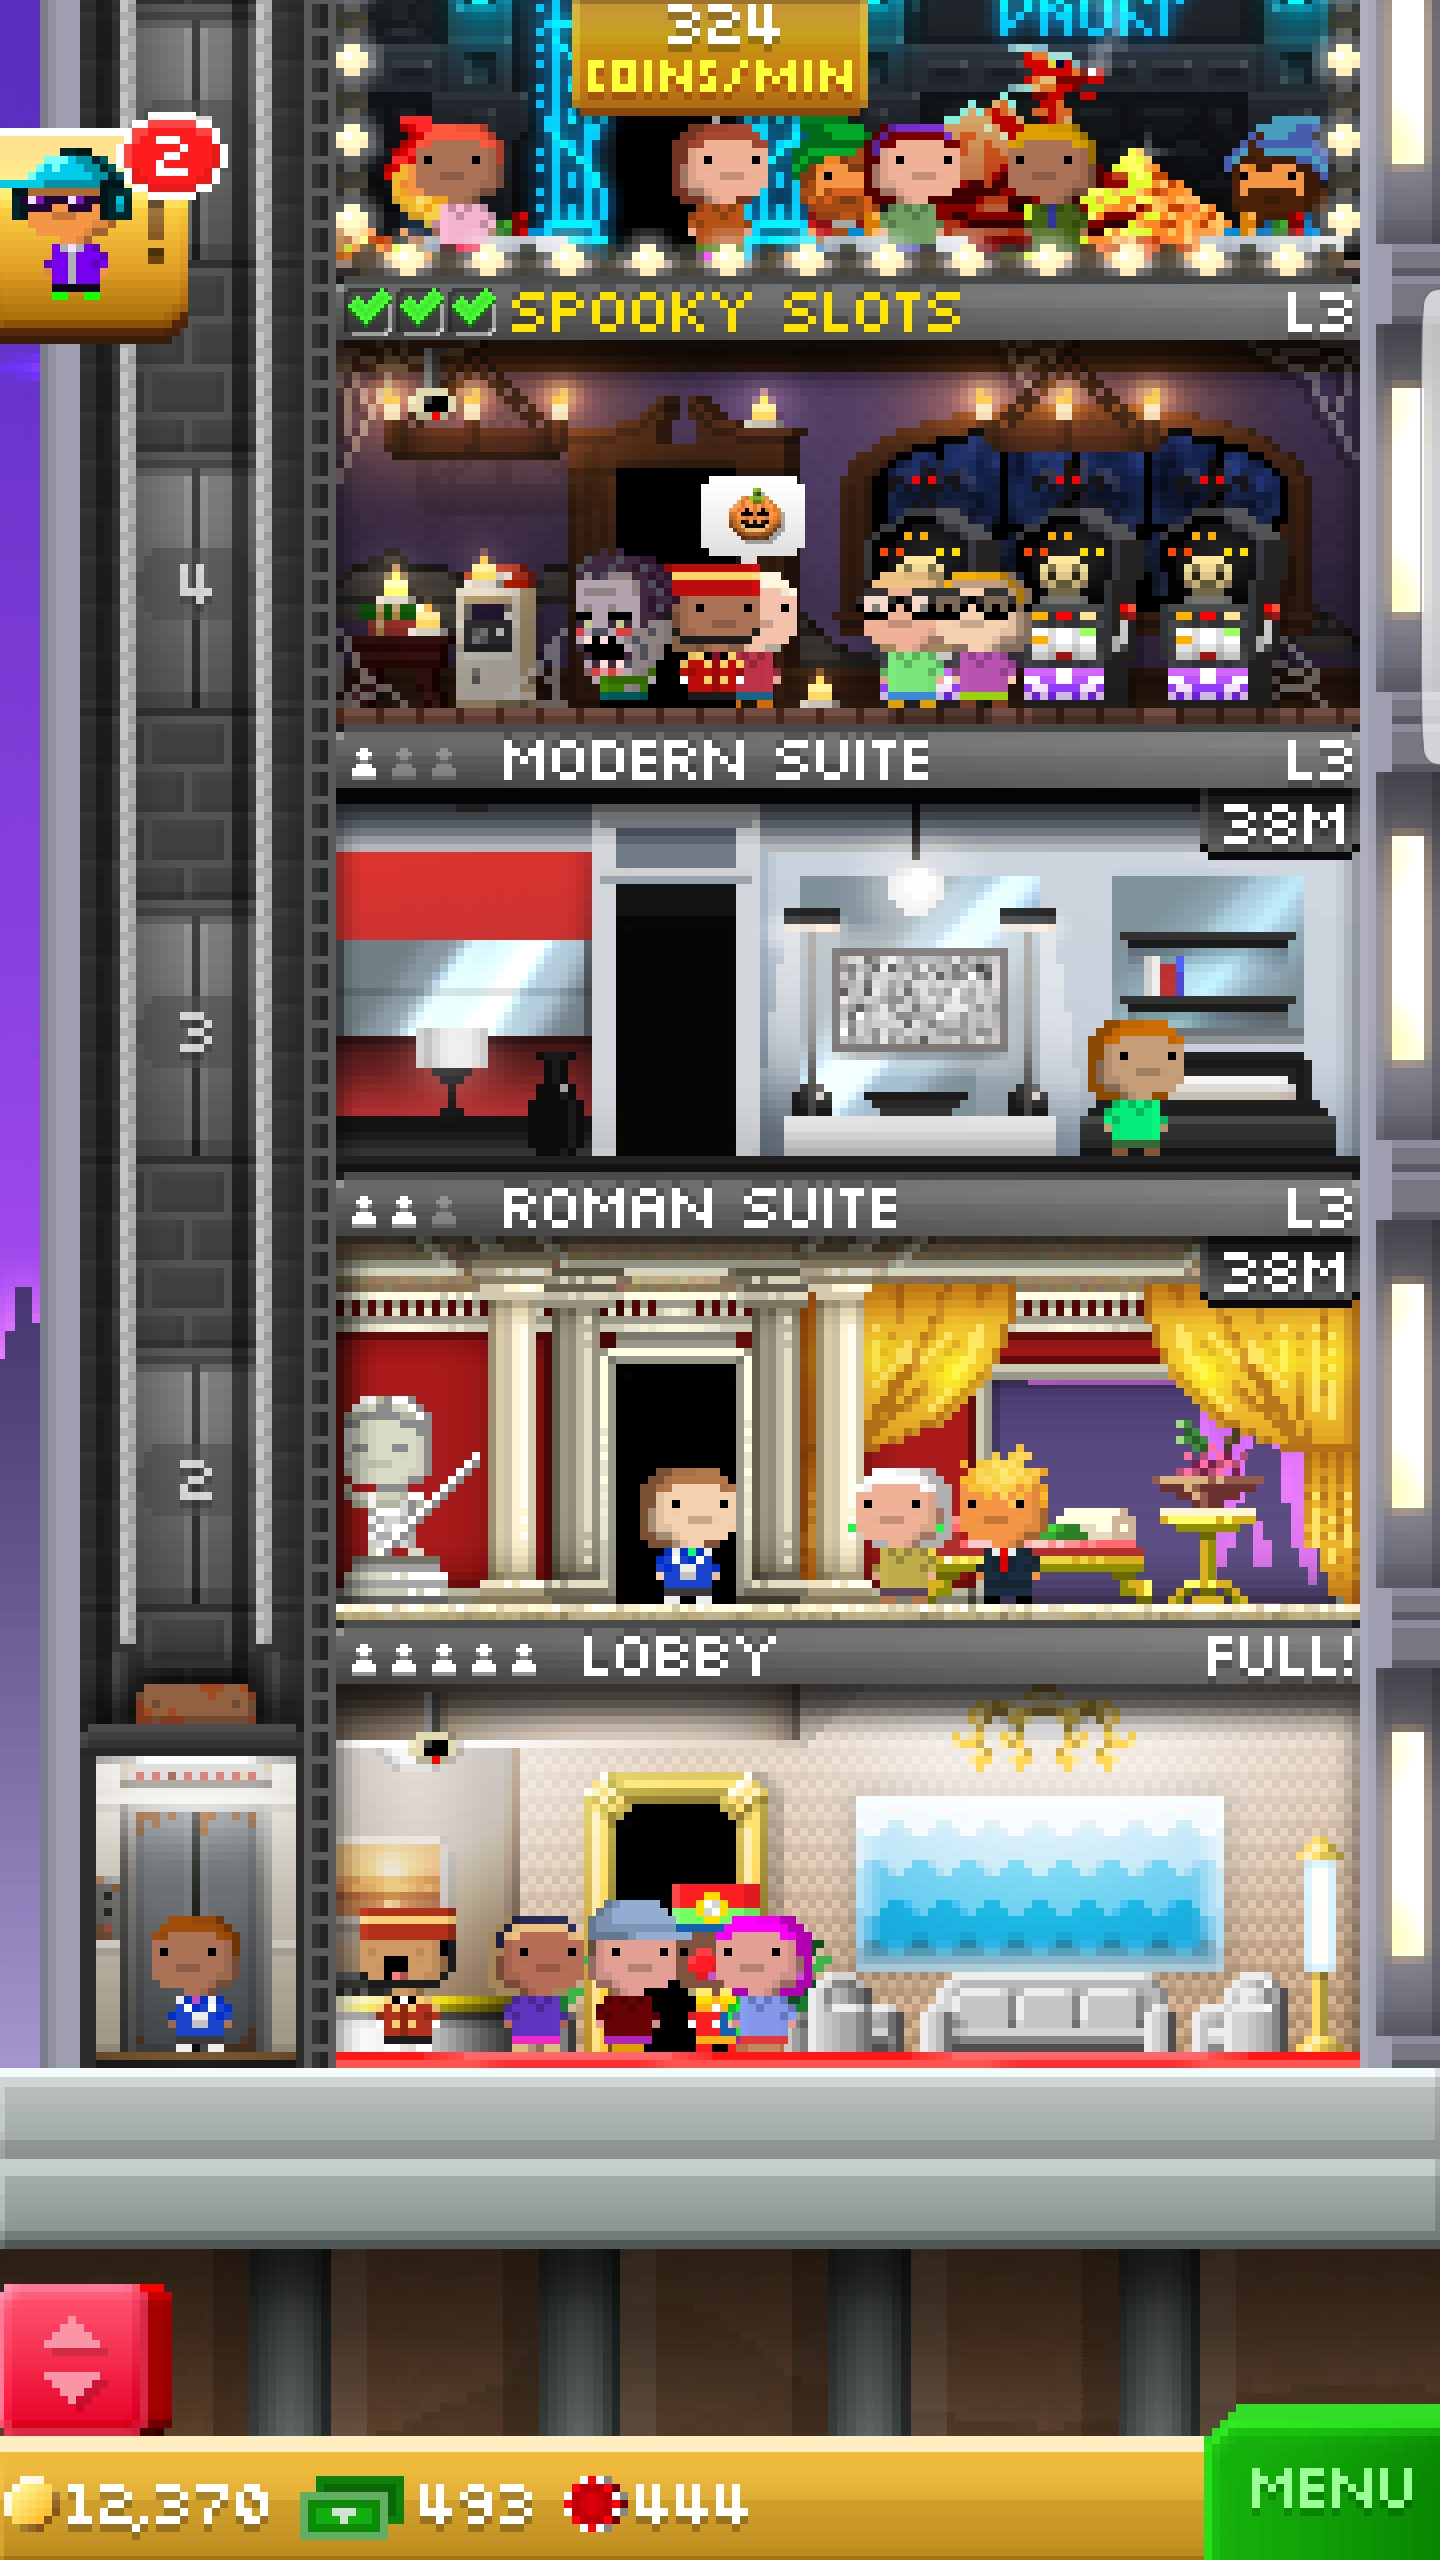 324
COINS/MIN
2
SPOOKY SLOTS L3
4
MODERN SUITE L3
38M
3
ROMAN SUITE L3
38M
2
LOBBY FULL!
12,370 493 444
MENU